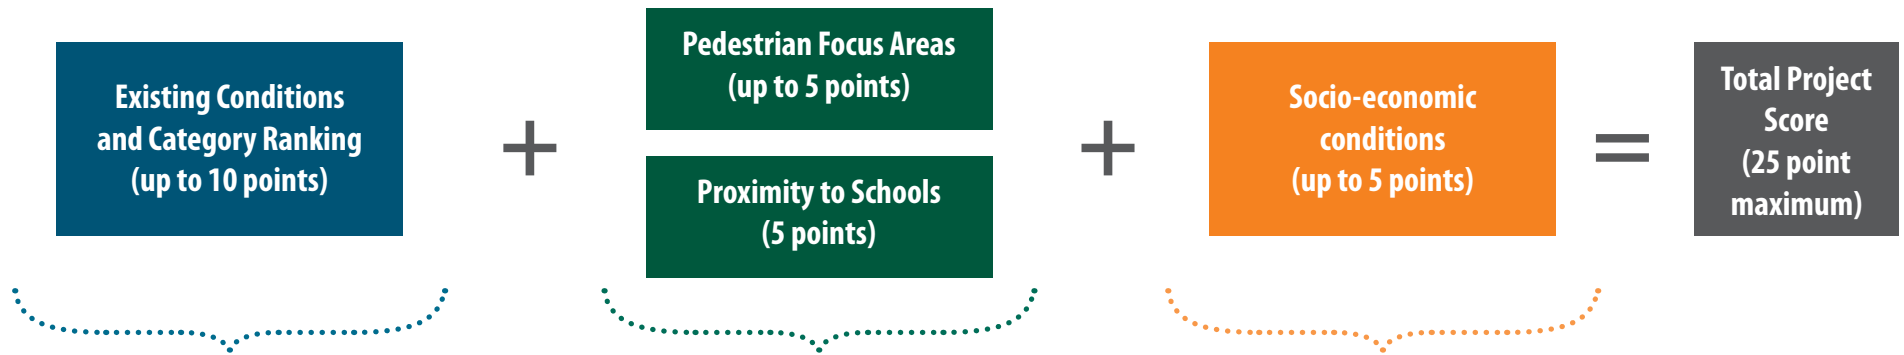 Existing Conditions
and Category Ranking
(up to 10 points)
+
Pedestrian Focus Areas
(up to 5 points)
Proximity to Schools
(5 points)
+
Socio-economic
conditions
(up to 5 points)
=
Total Project
Score
(25 point
maximum)